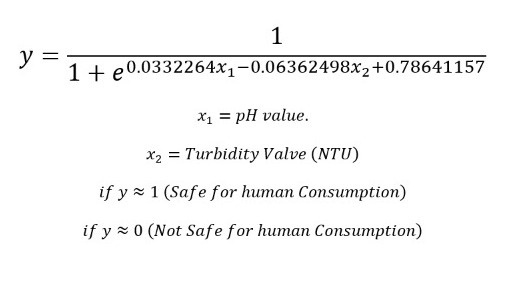 y = 1 / (1 + e^(0.0332264x₁−0.06362498x₂+0.78641157))
x₁ = pH value.
x₂ = Turbidity Valve (NTU)
if y ≈ 1 (Safe for human Consumption)
if y ≈ 0 (Not Safe for human Consumption)